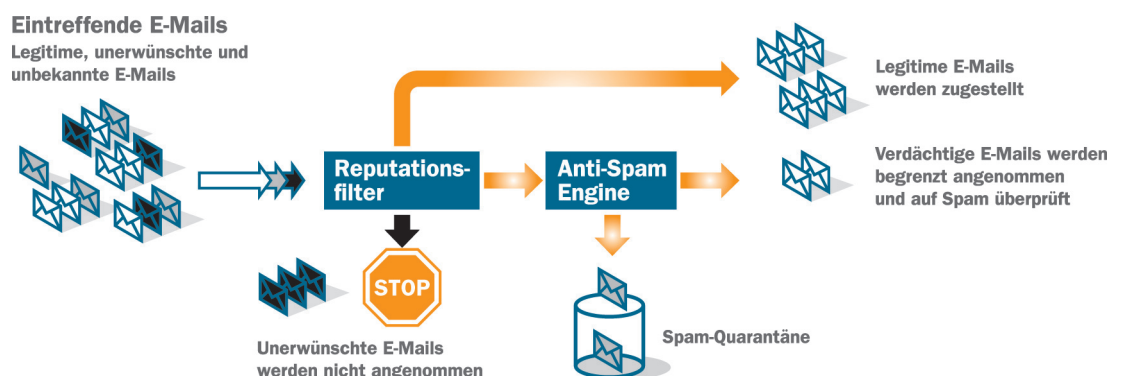 Eintreffende E-Mails
Legitime, unerwünschte und
unbekannte E-Mails
Legitime E-Mails
werden zugestellt
Reputations-
filter
Anti-Spam
Engine
Verdächtige E-Mails werden
begrenzt angenommen
und auf Spam überprüft
STOP
Unerwünschte E-Mails
werden nicht angenommen
Spam-Quarantäne